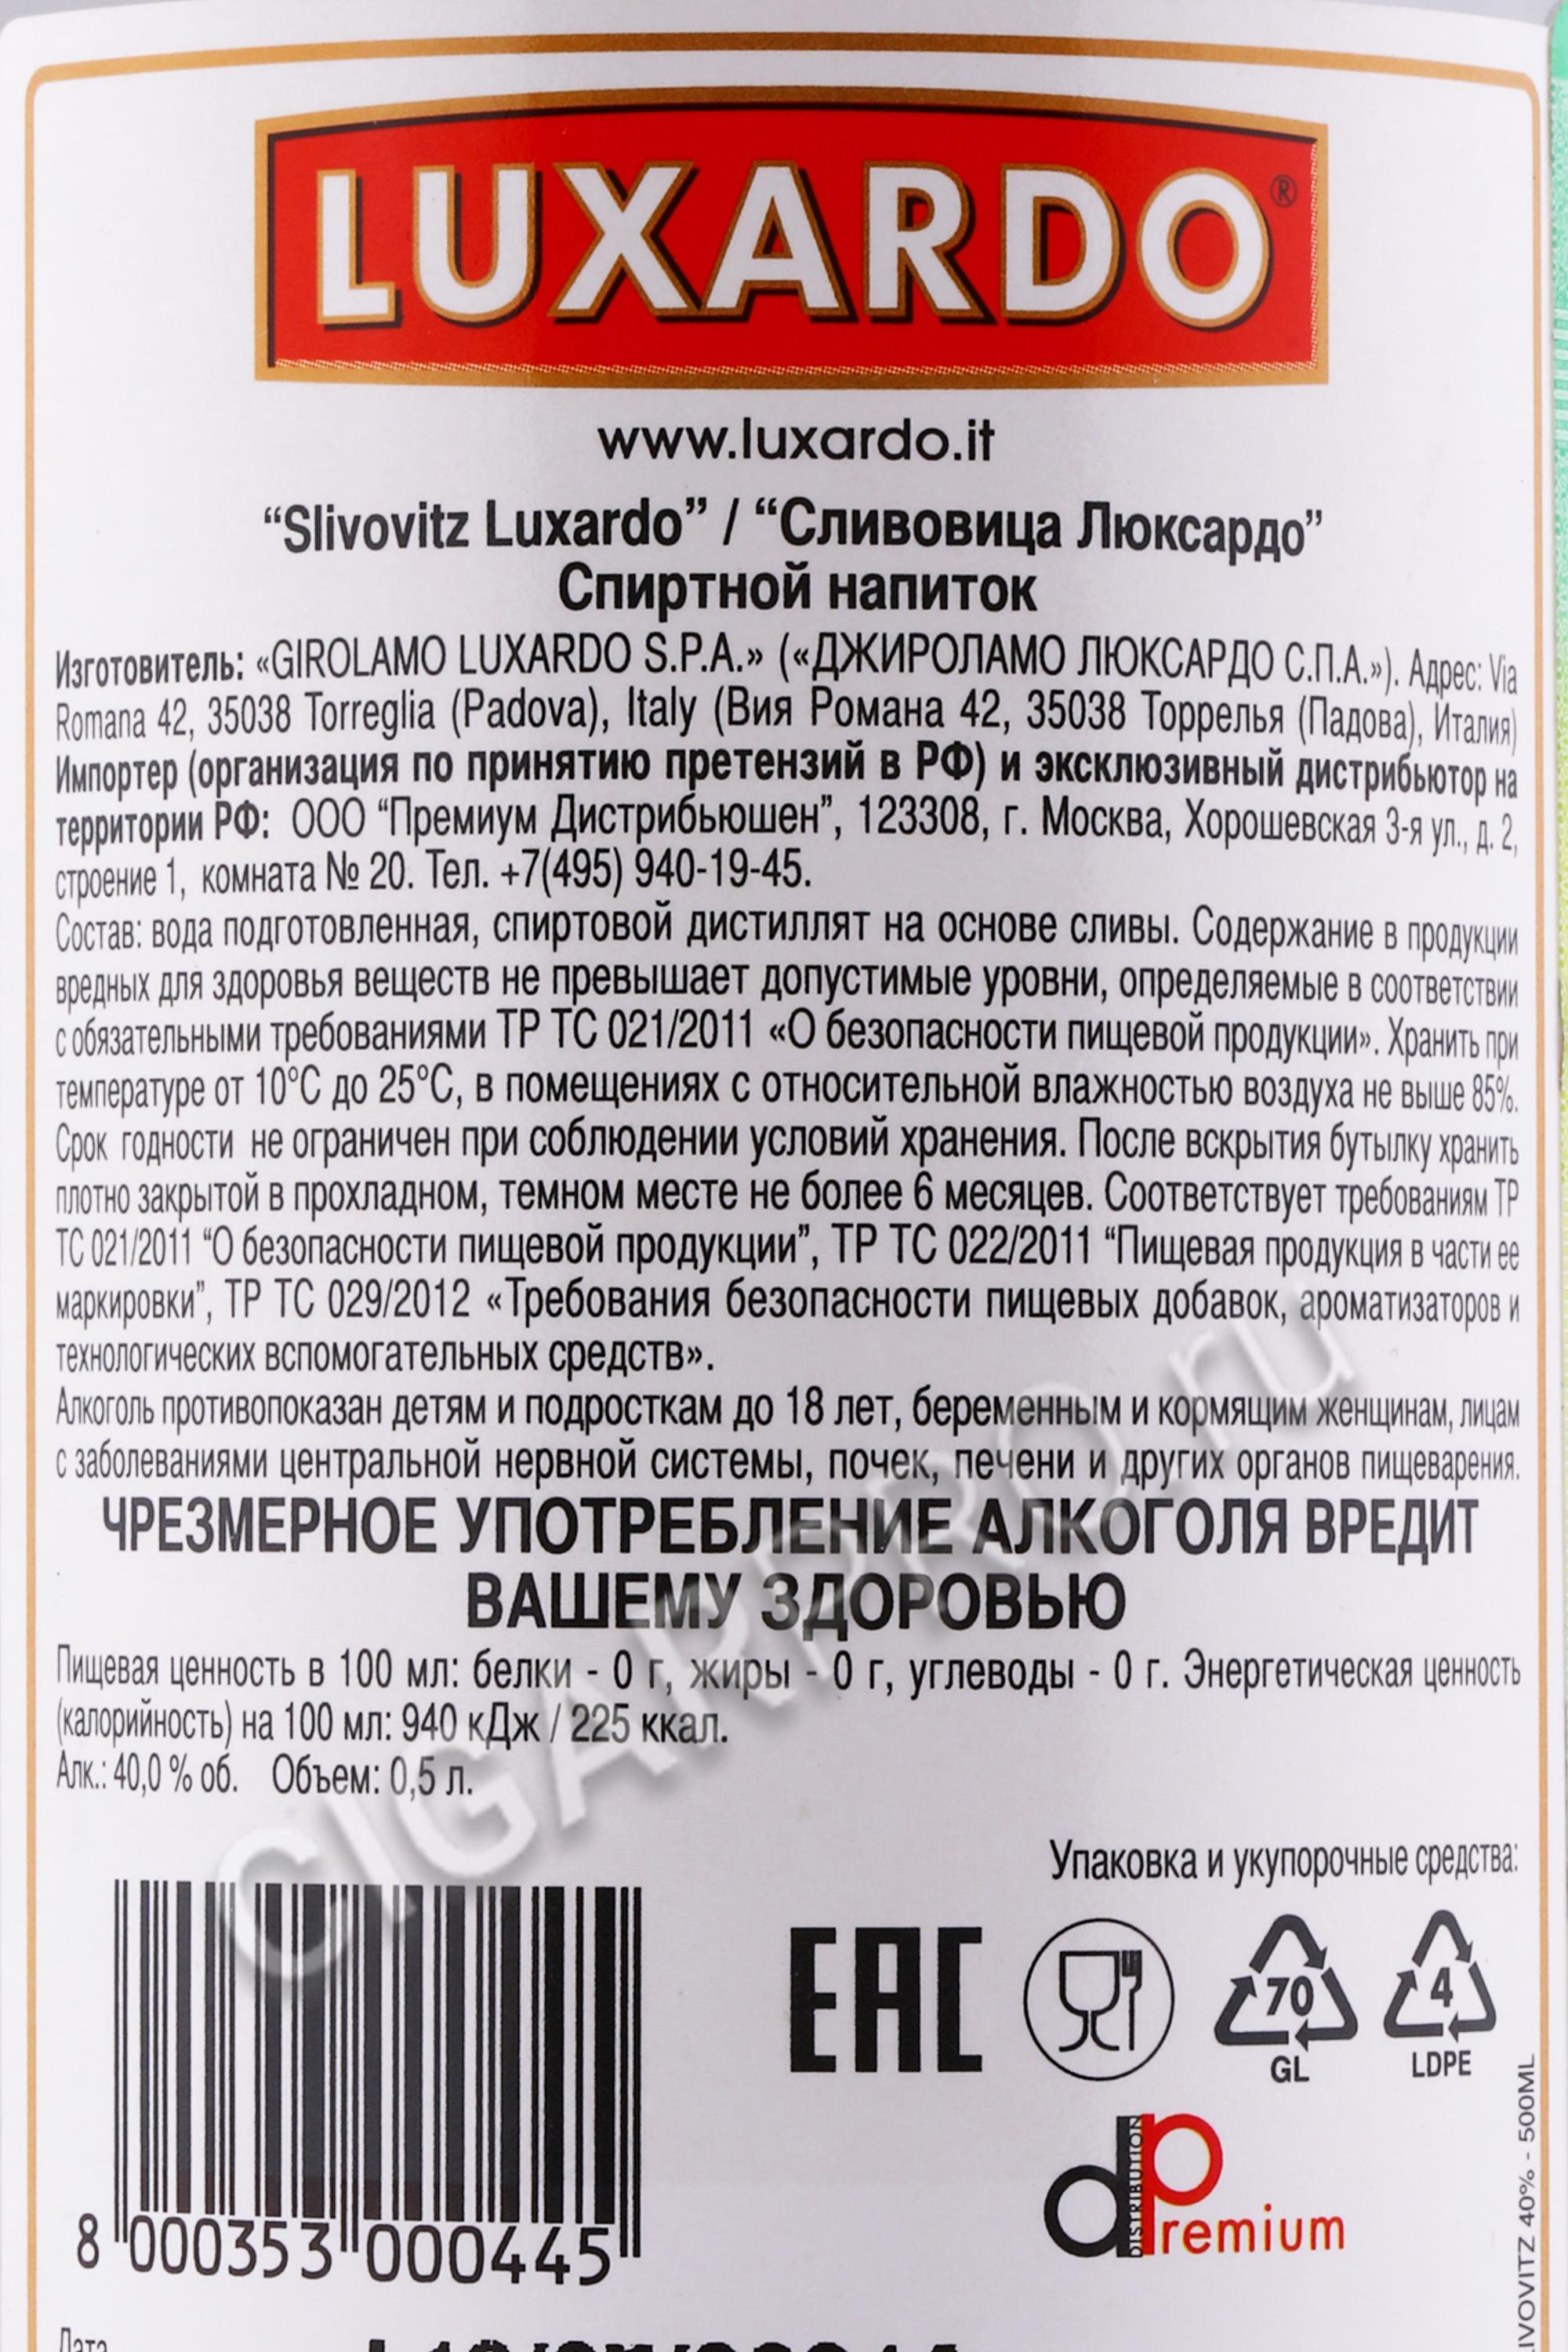 LUXARDO®
www.luxardo.it
“Slivovitz Luxardo” / “Сливовица Люксардо”
Спиртной напиток
Изготовитель: «GIROLAMO LUXARDO S.P.A.» («ДЖИРОЛАМО ЛЮКСАРДО С.П.А.»). Адрес: Via
Romana 42, 35038 Torreglia (Padova), Italy (Вия Романа 42, 35038 Торрелья (Падова), Италия)
Импортер (организация по принятию претензий в РФ) и эксклюзивный дистрибьютор на
территории РФ: ООО “Премиум Дистрибьюшен”, 123308, г. Москва, Хорошевская 3-я ул., д. 2,
строение 1, комната № 20. Тел. +7(495) 940-19-45.
Состав: вода подготовленная, спиртовой дистиллят на основе сливы. Содержание в продукции
вредных для здоровья веществ не превышает допустимые уровни, определяемые в соответствии
с обязательными требованиями ТР ТС 021/2011 «О безопасности пищевой продукции». Хранить при
температуре от 10°С до 25°С, в помещениях с относительной влажностью воздуха не выше 85%.
Срок годности не ограничен при соблюдении условий хранения. После вскрытия бутылку хранить
плотно закрытой в прохладном, темном месте не более 6 месяцев. Соответствует требованиям ТР
ТС 021/2011 “О безопасности пищевой продукции”, ТР ТС 022/2011 “Пищевая продукция в части ее
маркировки”, ТР ТС 029/2012 «Требования безопасности пищевых добавок, ароматизаторов и
технологических вспомогательных средств».
Алкоголь противопоказан детям и подросткам до 18 лет, беременным и кормящим женщинам, лицам
с заболеваниями центральной нервной системы, почек, печени и других органов пищеварения.
ЧРЕЗМЕРНОЕ УПОТРЕБЛЕНИЕ АЛКОГОЛЯ ВРЕДИТ
ВАШЕМУ ЗДОРОВЬЮ
Пищевая ценность в 100 мл: белки - 0 г, жиры - 0 г, углеводы - 0 г. Энергетическая ценность
(калорийность) на 100 мл: 940 кДж / 225 ккал.
Алк.: 40,0 % об. Объем: 0,5 л.
CIGARPRO.ru
Упаковка и укупорочные средства:
EAC
70
GL
4
LDPE
DISTRIBUTION
dPremium
8 000353 000445
40% - 500ML
Дата